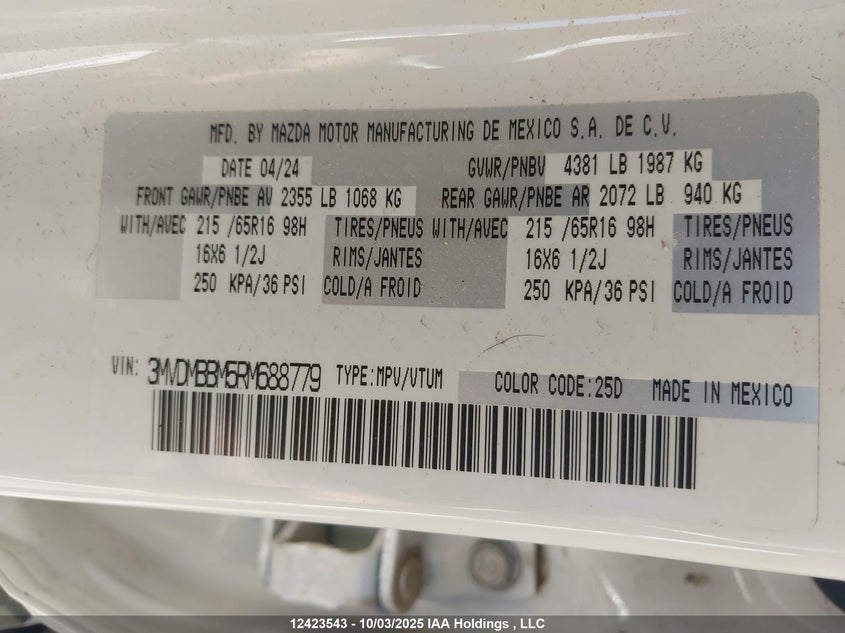 MFD. BY MAZDA MOTOR MANUFACTURING DE MEXICO S.A. DE C.V.
DATE 04/24 GVWR/PNBV 4381 LB 1987 KG
FRONT GAWR/PNBE AV 2355 LB 1068 KG REAR GAWR/PNBE AR 2072 LB 940 KG
WITH/AVEC 215 /65R16 98H TIRES/PNEUS WITH/AVEC 215 /65R16 98H TIRES/PNEUS
16X6 1/2J RIMS/JANTES 16X6 1/2J RIMS/JANTES
250 KPA/36 PSI COLD/A FROID 250 KPA/36 PSI COLD/A FROID
VIN: 3MVDMBBM5RM688779 TYPE:MPV/VTUM COLOR CODE:25D MADE IN MEXICO
12423543 - 10/03/2025 IAA Holdings , LLC